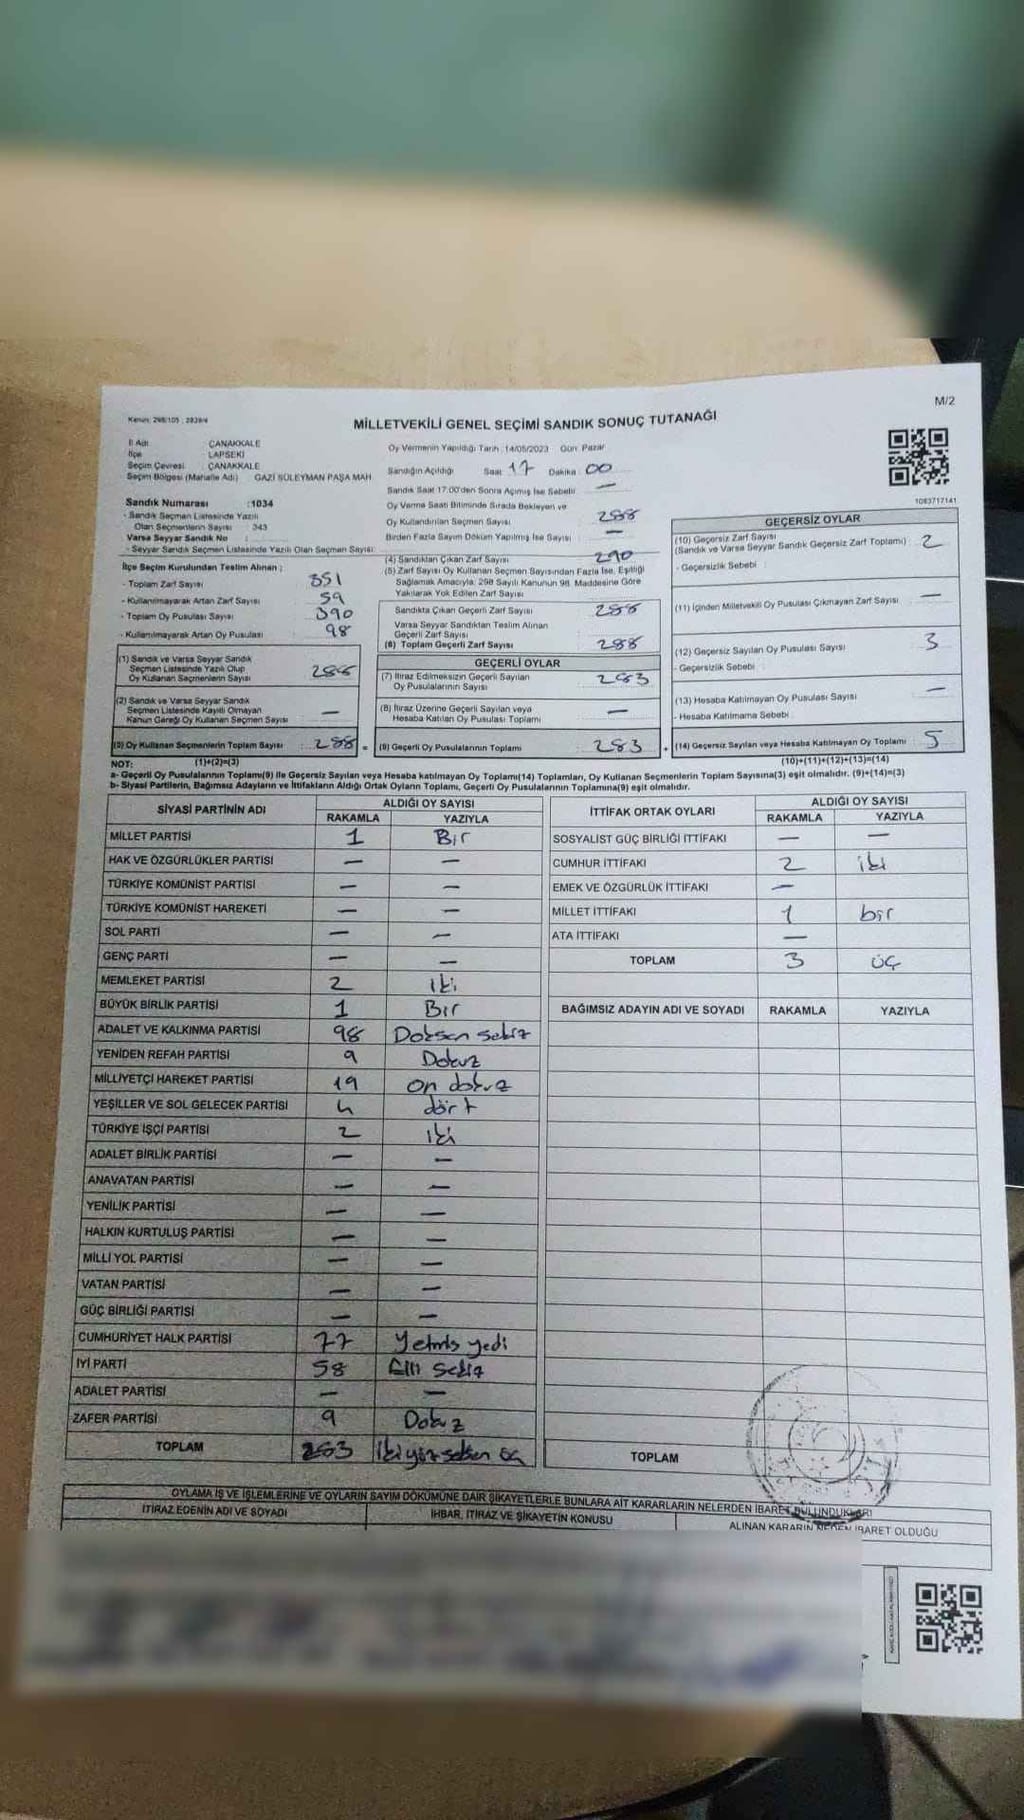 M/2
Kanun: 298/105 ; 2839/4
MİLLETVEKİLİ GENEL SEÇİMİ SANDIK SONUÇ TUTANAĞI
İl Adı : ÇANAKKALE
İlçe : LAPSEKİ
Seçim Çevresi : ÇANAKKALE
Seçim Bölgesi (Mahalle Adı) : GAZİ SÜLEYMAN PAŞA MAH
Sandık Numarası :1034
- Sandık Seçmen Listesinde Yazılı
Olan Seçmenlerin Sayısı : 343
Varsa Seyyar Sandık No :
- Seyyar Sandık Seçmen Listesinde Yazılı Olan Seçmen Sayısı:
İlçe Seçim Kurulundan Teslim Alınan :
- Toplam Zarf Sayısı : 351
- Kullanılmayarak Artan Zarf Sayısı : 59
- Toplam Oy Pusulası Sayısı : 390
- Kullanılmayarak Artan Oy Pusulası : 98
(1) Sandık ve Varsa Seyyar Sandık
Seçmen Listesinde Yazılı Olup
Oy Kullanan Seçmenlerin Sayısı 288
(2) Sandık ve Varsa Seyyar Sandık
Seçmen Listesinde Kayıtlı Olmayan
Kanun Gereği Oy Kullanan Seçmen Sayısı —
(3) Oy Kullanan Seçmenlerin Toplam Sayısı 288 =
Oy Vermenin Yapıldığı Tarih :14/05/2023 Gün: Pazar
Sandığın Açıldığı Saat 17 Dakika 00
Sandık Saat 17.00'den Sonra Açılmış İse Sebebi: —
Oy Verme Saati Bitiminde Sırada Bekleyen ve
Oy Kullandırılan Seçmen Sayısı : 288
Birden Fazla Sayım Döküm Yapılmış İse Sayısı : —
(4) Sandıktan Çıkan Zarf Sayısı : 290
(5) Zarf Sayısı Oy Kullanan Seçmen Sayısından Fazla İse, Eşitliği
Sağlamak Amacıyla; 298 Sayılı Kanunun 98. Maddesine Göre
Yakılarak Yok Edilen Zarf Sayısı
Sandıkta Çıkan Geçerli Zarf Sayısı 288
Varsa Seyyar Sandıktan Teslim Alınan
Geçerli Zarf Sayısı
(6) Toplam Geçerli Zarf Sayısı 288
GEÇERLİ OYLAR
(7) İtiraz Edilmeksizin Geçerli Sayılan
Oy Pusulalarının Sayısı 283
(8) İtiraz Üzerine Geçerli Sayılan veya
Hesaba Katılan Oy Pusulası Toplamı —
(9) Geçerli Oy Pusulalarının Toplamı 283 +
1083717141
GEÇERSİZ OYLAR
(10) Geçersiz Zarf Sayısı
(Sandık ve Varsa Seyyar Sandık Geçersiz Zarf Toplamı) 2
- Geçersizlik Sebebi :
(11) İçinden Milletvekili Oy Pusulası Çıkmayan Zarf Sayısı —
(12) Geçersiz Sayılan Oy Pusulası Sayısı 3
- Geçersizlik Sebebi :
(13) Hesaba Katılmayan Oy Pusulası Sayısı —
- Hesaba Katılmama Sebebi :
(14) Geçersiz Sayılan veya Hesaba Katılmayan Oy Toplamı 5
NOT: (1)+(2)=(3) (10)+(11)+(12)+(13)=(14)
a- Geçerli Oy Pusulalarının Toplamı(9) ile Geçersiz Sayılan veya Hesaba katılmayan Oy Toplamı(14) Toplamları, Oy Kullanan Seçmenlerin Toplam Sayısına(3) eşit olmalıdır. (9)+(14)=(3)
b- Siyasi Partilerin, Bağımsız Adayların ve İttifakların Aldığı Ortak Oyların Toplamı, Geçerli Oy Pusulalarının Toplamına(9) eşit olmalıdır.
SİYASİ PARTİNİN ADI ALDIĞI OY SAYISI
RAKAMLA YAZIYLA
MİLLET PARTİSİ 1 Bir
HAK VE ÖZGÜRLÜKLER PARTİSİ — —
TÜRKİYE KOMÜNİST PARTİSİ — —
TÜRKİYE KOMÜNİST HAREKETİ — —
SOL PARTİ — —
GENÇ PARTİ — —
MEMLEKET PARTİSİ 2 iki
BÜYÜK BİRLİK PARTİSİ 1 Bir
ADALET VE KALKINMA PARTİSİ 98 Doksan sekiz
YENİDEN REFAH PARTİSİ 9 Dokuz
MİLLİYETÇİ HAREKET PARTİSİ 19 on dokuz
YEŞİLLER VE SOL GELECEK PARTİSİ 4 dört
TÜRKİYE İŞÇİ PARTİSİ 2 iki
ADALET BİRLİK PARTİSİ — —
ANAVATAN PARTİSİ — —
YENİLİK PARTİSİ — —
HALKIN KURTULUŞ PARTİSİ — —
MİLLİ YOL PARTİSİ — —
VATAN PARTİSİ — —
GÜÇ BİRLİĞİ PARTİSİ — —
CUMHURİYET HALK PARTİSİ 77 Yetmiş yedi
İYİ PARTİ 58 Elli sekiz
ADALET PARTİSİ — —
ZAFER PARTİSİ 9 Dokuz
TOPLAM 283 iki yüz seksen üç
İTTİFAK ORTAK OYLARI ALDIĞI OY SAYISI
RAKAMLA YAZIYLA
SOSYALİST GÜÇ BİRLİĞİ İTTİFAKI — —
CUMHUR İTTİFAKI 2 iki
EMEK VE ÖZGÜRLÜK İTTİFAKI —
MİLLET İTTİFAKI 1 bir
ATA İTTİFAKI —
TOPLAM 3 üç
BAĞIMSIZ ADAYIN ADI VE SOYADI RAKAMLA YAZIYLA
TOPLAM
OYLAMA İŞ VE İŞLEMLERİNE VE OYLARIN SAYIM DÖKÜMÜNE DAİR ŞİKAYETLERLE BUNLARA AİT KARARLARIN NELERDEN İBARET BULUNDUKLARI
İTİRAZ EDENİN ADI VE SOYADI İHBAR, İTİRAZ VE ŞİKAYETİN KONUSU ALINAN KARARIN NEDEN İBARET OLDUĞU